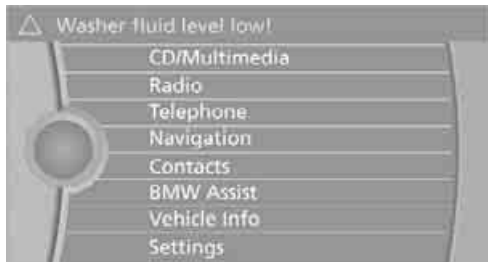 Washer fluid level low!
CD/Multimedia
Radio
Telephone
Navigation
Contacts
BMW Assist
Vehicle Info
Settings